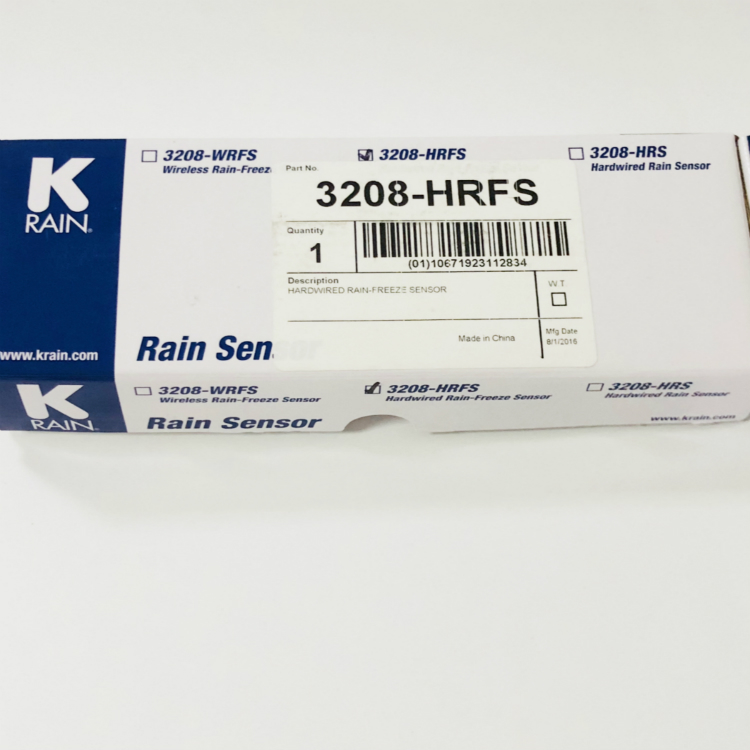 K
RAIN®
www.krain.com
3208-WRFS
Wireless Rain-Freez
3208-HRFS
3208-HRS
Hardwired Rain Sensor
Part No.
3208-HRFS
Quantity
1
(01)10671923112834
Description
HARDWIRED RAIN-FREEZE SENSOR
W.T.
Made in China
Mfg Date
8/1/2016
Rain Sensor
K
RAIN
3208-WRFS
Wireless Rain-Freeze Sensor
3208-HRFS
Hardwired Rain-Freeze Sensor
3208-HRS
Hardwired Rain Sensor
Rain Sensor
www.krain.com